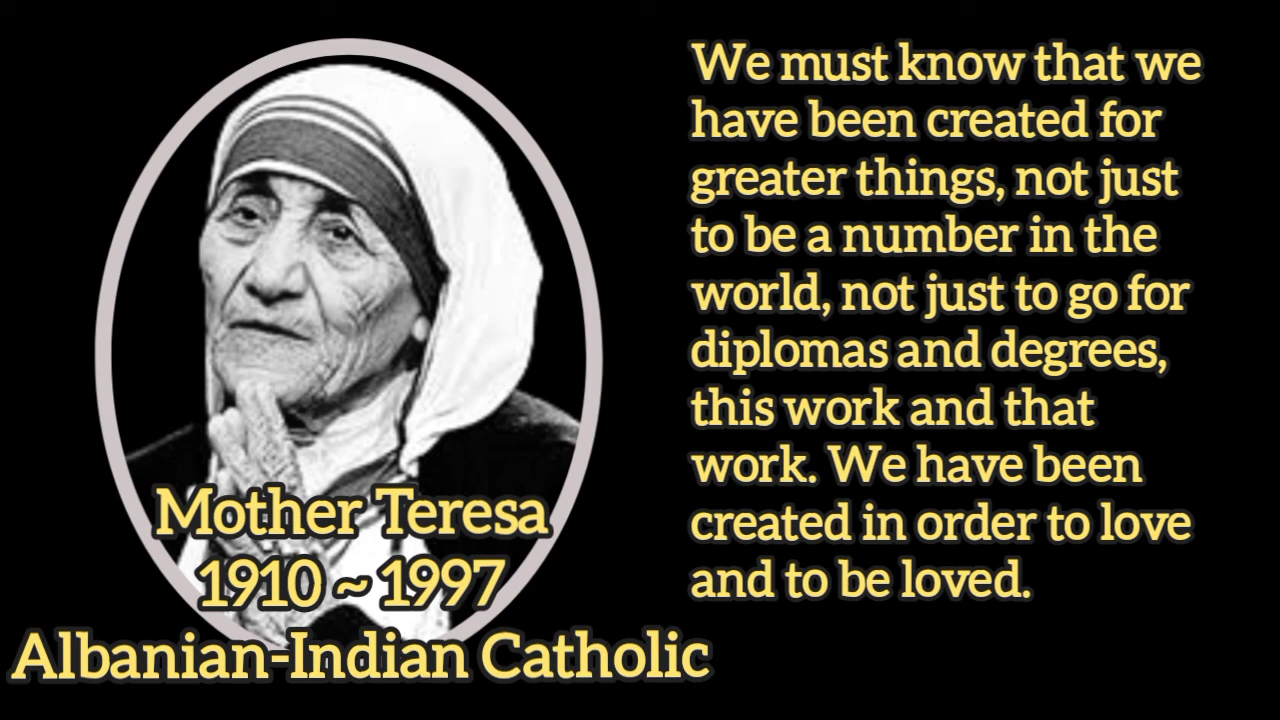 We must know that we
have been created for
greater things, not just
to be a number in the
world, not just to go for
diplomas and degrees,
this work and that
work. We have been
created in order to love
and to be loved.
Mother Teresa
1910 ~ 1997
Albanian-Indian Catholic